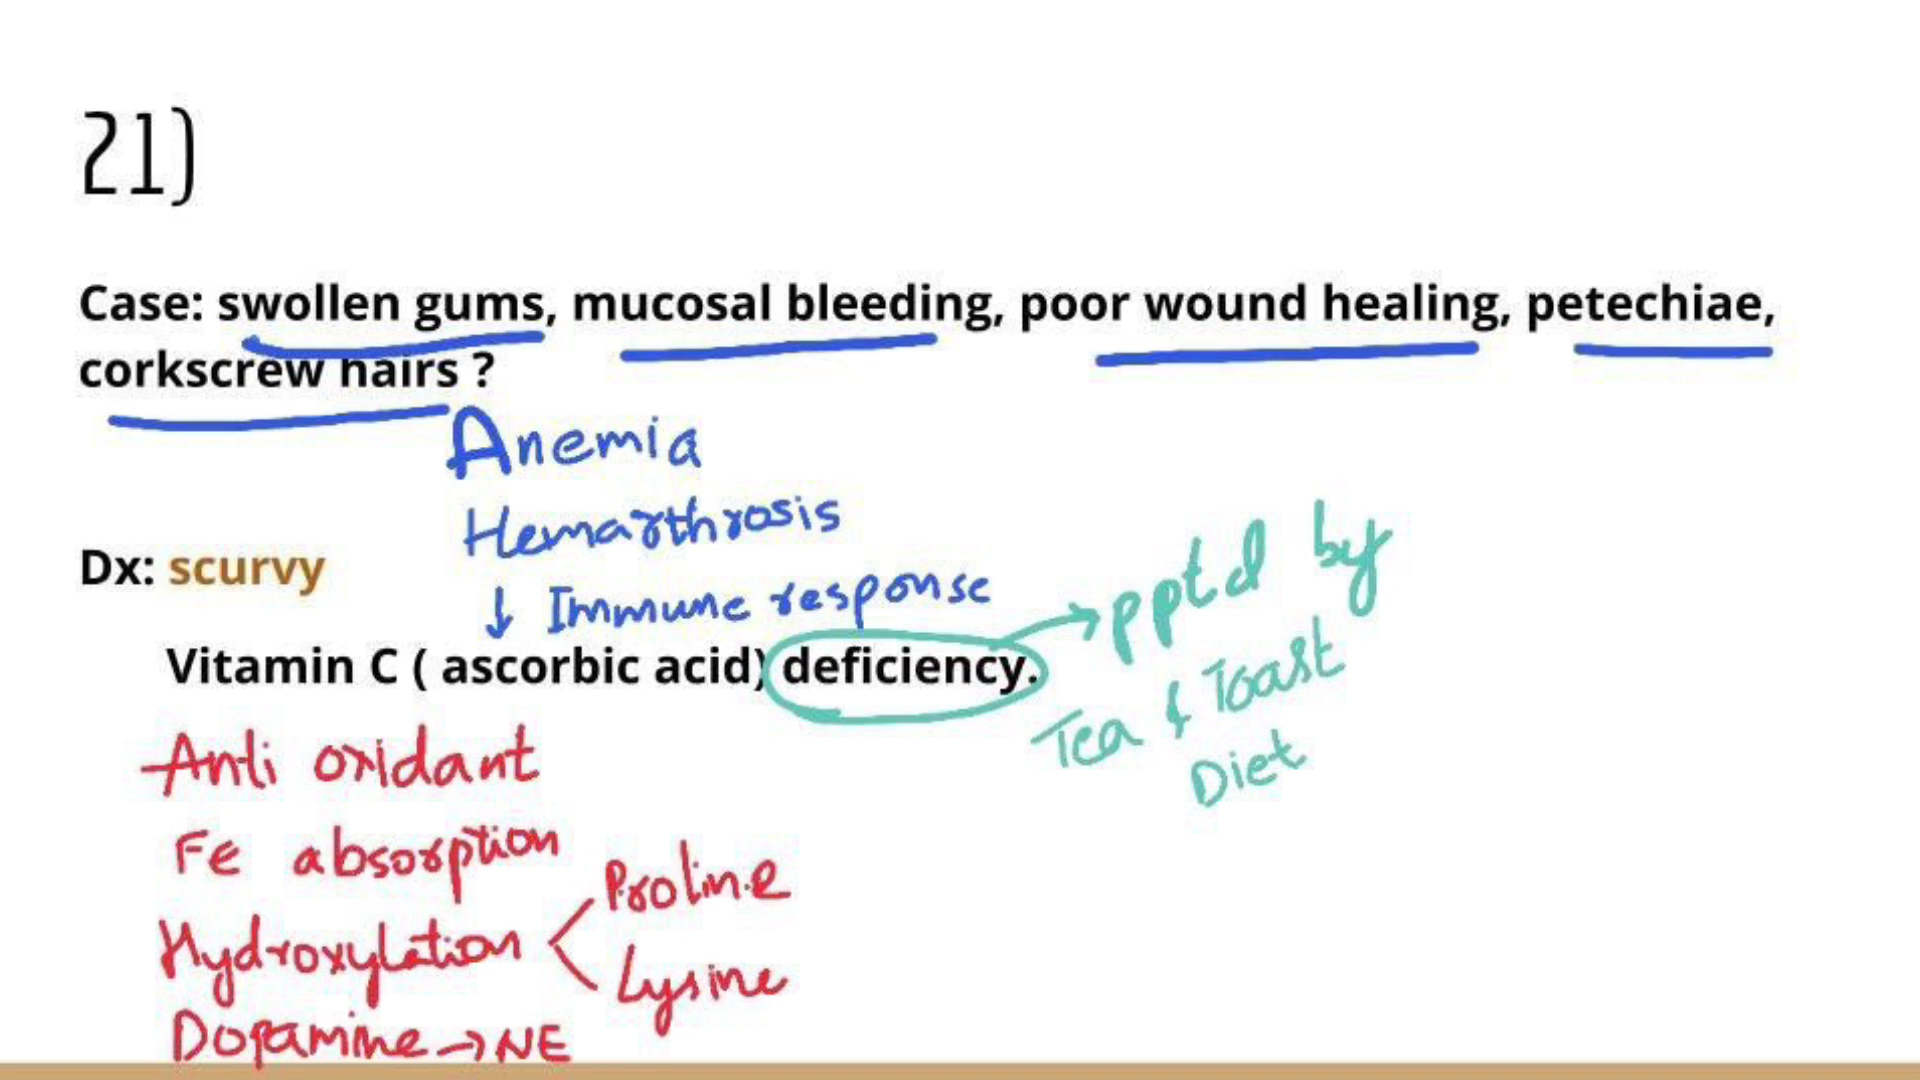 21)
Case: swollen gums, mucosal bleeding, poor wound healing, petechiae,
corkscrew hairs ?
Anemia
Hemarthrosis
Dx: scurvy
↓ Immune response
Vitamin C ( ascorbic acid) deficiency.
→ pptd by
Tea & Toast
Diet
Anti oxidant
Fe absorption
Hydroxylation < Proline
Lysine
Dopamine → NE